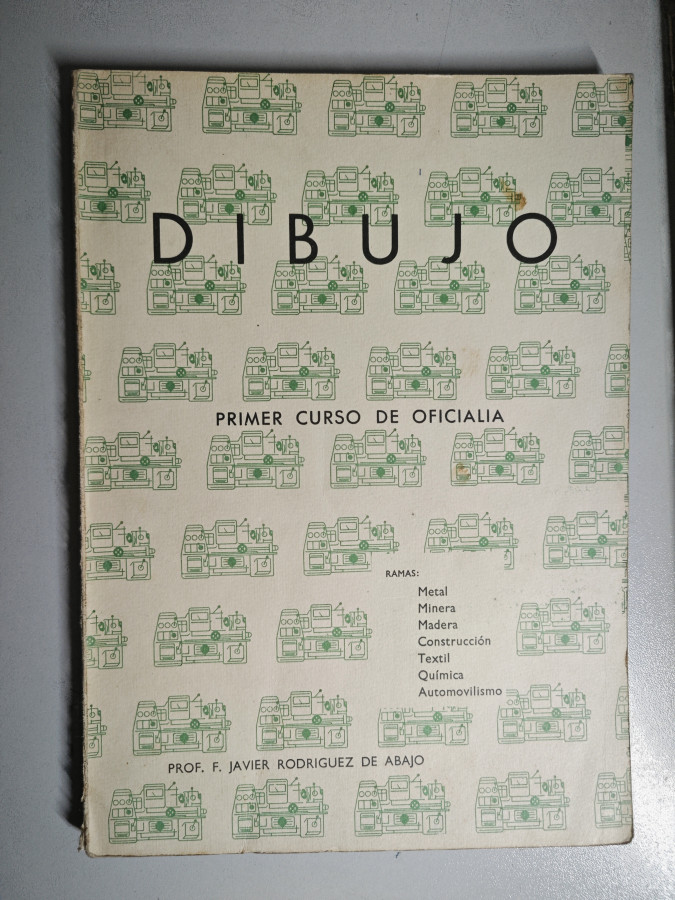 DIBUJO
PRIMER CURSO DE OFICIALIA
RAMAS:
Metal
Minera
Madera
Construcción
Textil
Química
Automovilismo
PROF. F. JAVIER RODRIGUEZ DE ABAJO